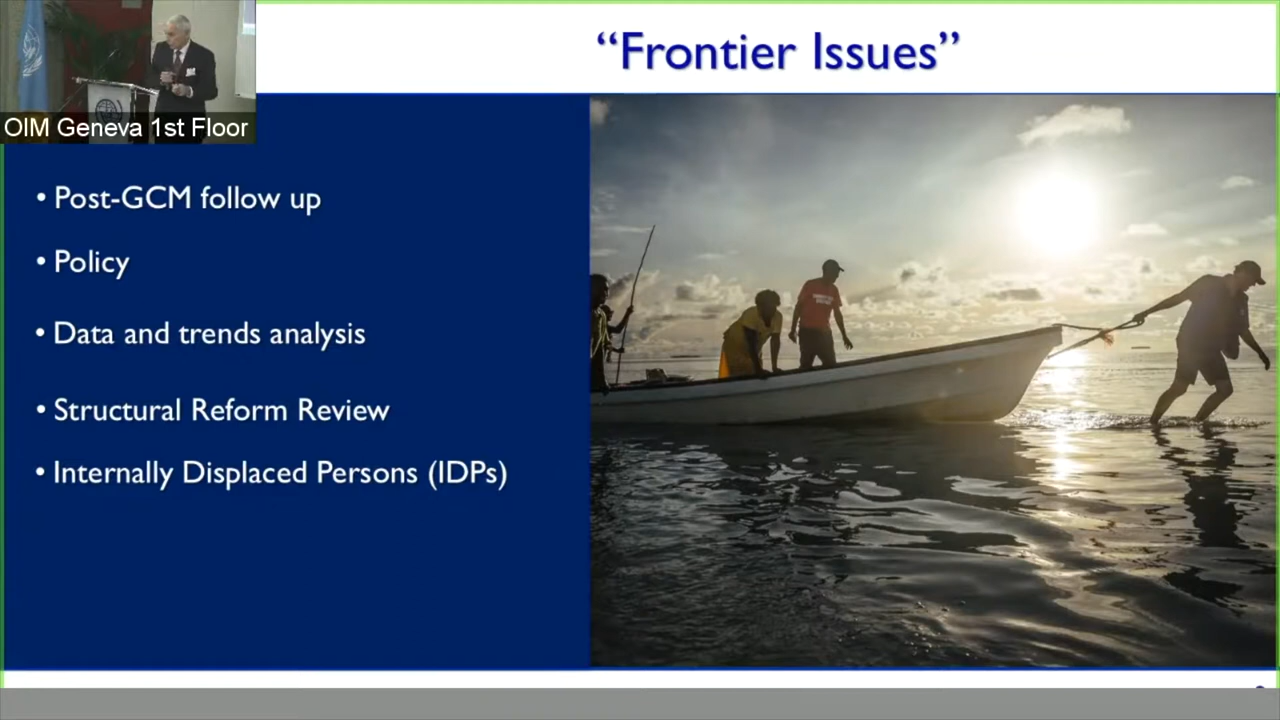 “Frontier Issues”
OIM Geneva 1st Floor
• Post-GCM follow up
• Policy
• Data and trends analysis
• Structural Reform Review
• Internally Displaced Persons (IDPs)